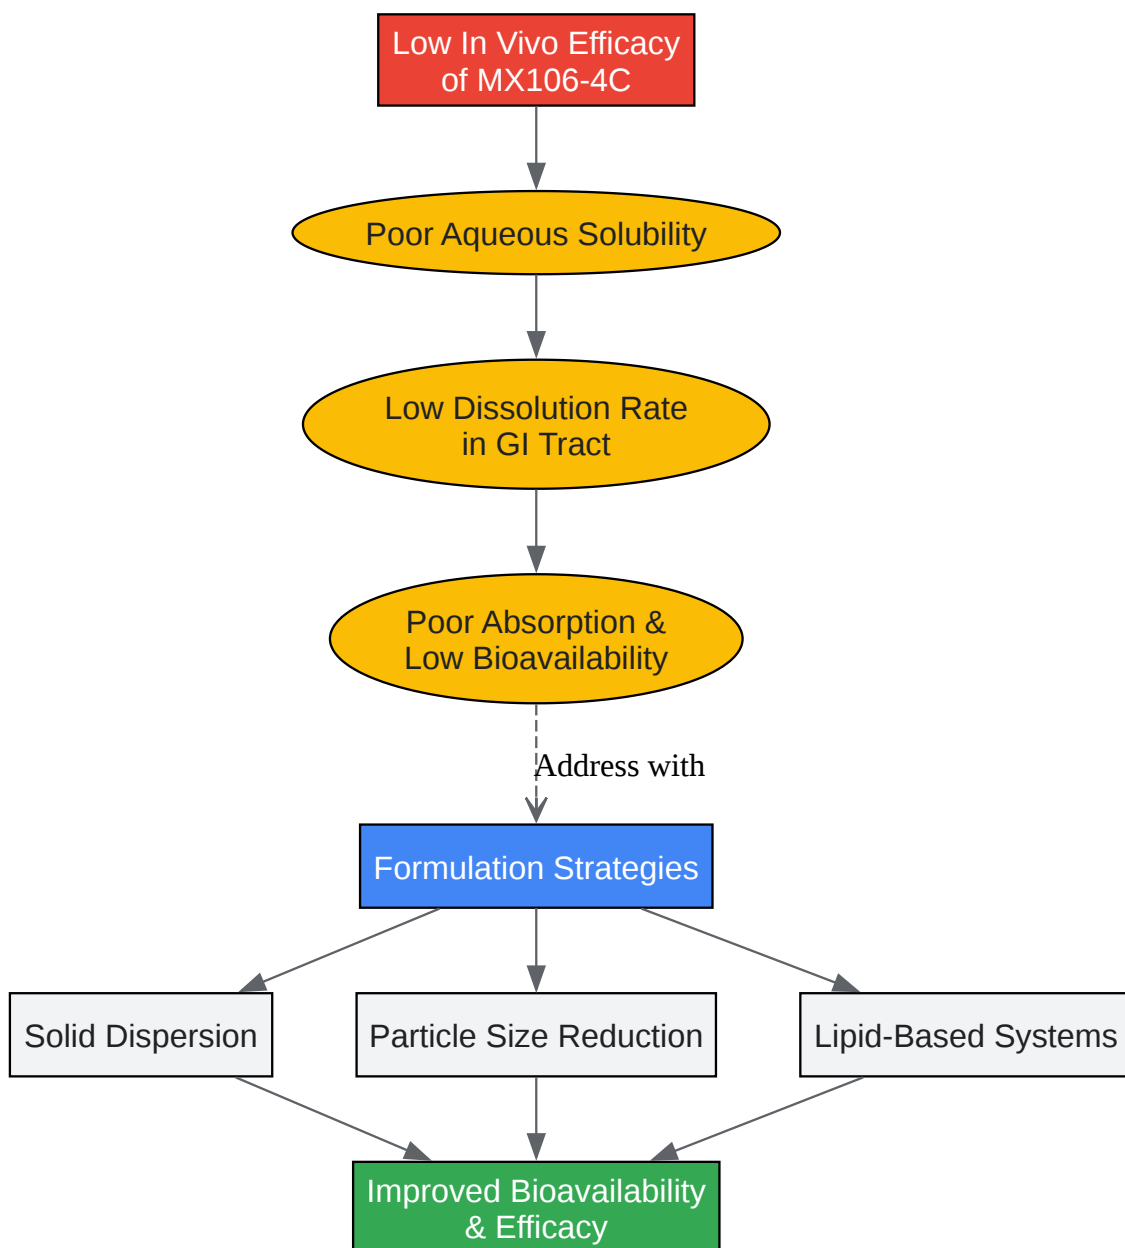 Low In Vivo Efficacy
of MX106-4C
Poor Aqueous Solubility
Low Dissolution Rate
in GI Tract
Poor Absorption &
Low Bioavailability
Address with
Formulation Strategies
Solid Dispersion
Particle Size Reduction
Lipid-Based Systems
Improved Bioavailability
& Efficacy